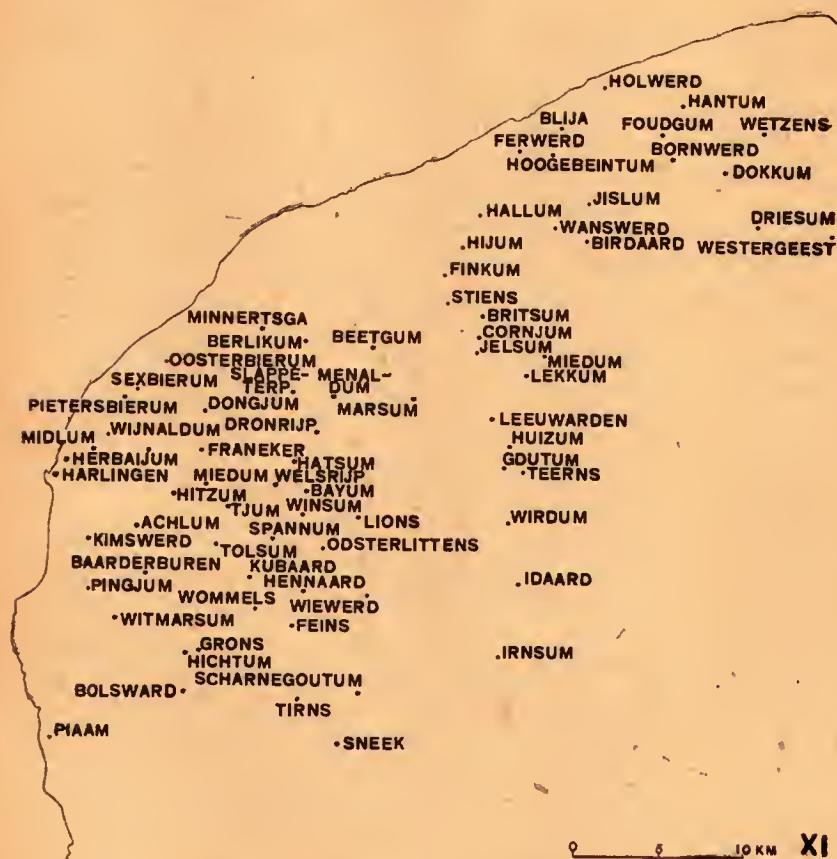 HOLWERD
HANTUM
BLIJA
FOUDGUM
WETZENS
FERWERD
BORNWERD
HOOGEBEINTUM
DOKKUM
JISLUM
HALLUM
DRIESUM
WANSWERD
HIJUM
BIRDAARD
WESTERGEEST
FINKUM
STIENS
MINNERTSGA
BRITSUM
BERLIKUM
BEETGUM
CORNJUM
JELSUM
OOSTERBIERUM
MIEDUM
SLAPPE-
TERP
MENAL-
DUM
SEXBIERUM
LEKKUM
PIETERSBIERUM
DONGJUM
MARSUM
WIJNALDUM
DRONRIJP
LEEUWARDEN
MIDLUM
HUIZUM
FRANEKER
HERBAIJUM
HATSUM
GDUTUM
HARLINGEN
MIEDUM
WELSRIJP
TEERNS
HITZUM
BAYUM
TJUM
WINSUM
ACHLUM
SPANNUM
LIONS
WIRDUM
KIMSWERD
TOLSUM
ODSTERLITTENS
BAARDERBUREN
KUBAARD
PINGJUM
HENNAARD
IDAARD
WOMMELS
WIEWERD
WITMARSUM
FEINS
GRONS
IRNSUM
HICHTUM
SCHARNEGOUTUM
BOLSWARD
TIRNS
PIAAM
SNEEK
0 5 10 KM XI